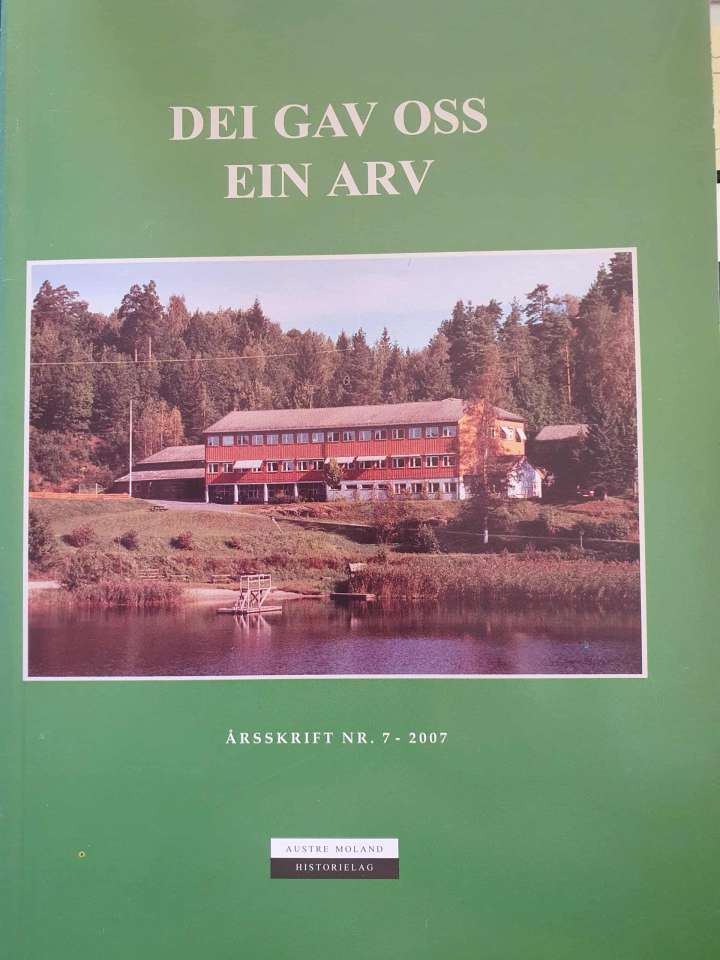 DEI GAV OSS
EIN ARV
ÅRSSKRIFT NR. 7 - 2007
AUSTRE MOLAND
HISTORIELAG